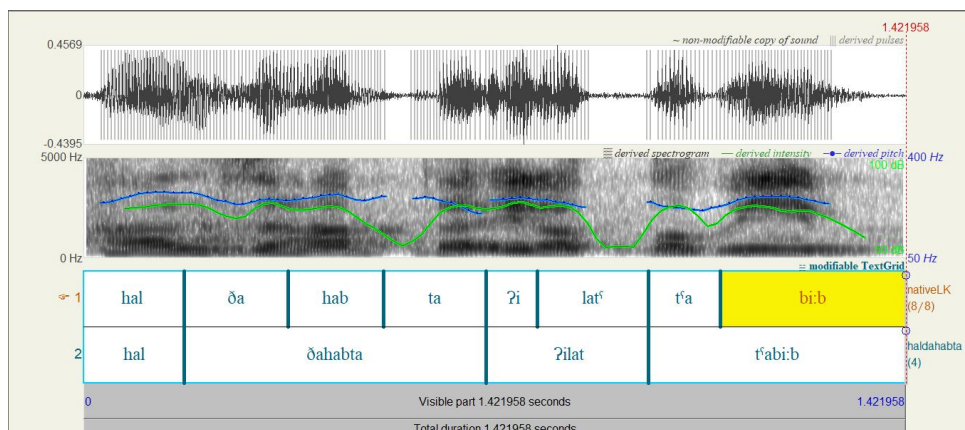 1.421958
~ non-modifiable copy of sound ||| derived pulses
0.4569
0
-0.4395
5000 Hz
derived spectrogram — derived intensity derived pitch
400 Hz
100 dB
0 Hz
50 Hz
modifiable TextGrid
☞ 1 hal ða hab ta ʔi latˤ tˤa bi:b nativeLK
(8/8)
2 hal ðahabta ʔilat tˤabi:b haldahabta
(4)
0 Visible part 1.421958 seconds 1.421958
Total duration 1.421958 seconds